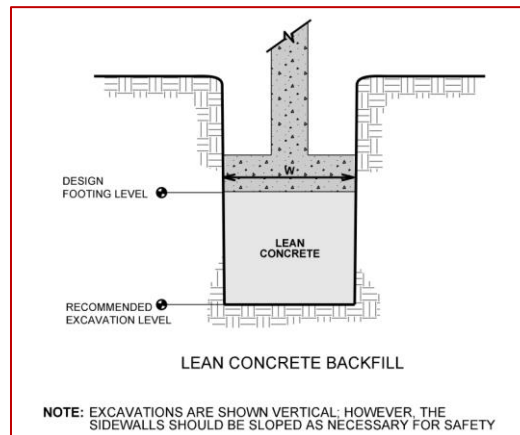 W
DESIGN
FOOTING LEVEL
LEAN
CONCRETE
RECOMMENDED
EXCAVATION LEVEL
LEAN CONCRETE BACKFILL
NOTE: EXCAVATIONS ARE SHOWN VERTICAL; HOWEVER, THE
SIDEWALLS SHOULD BE SLOPED AS NECESSARY FOR SAFETY